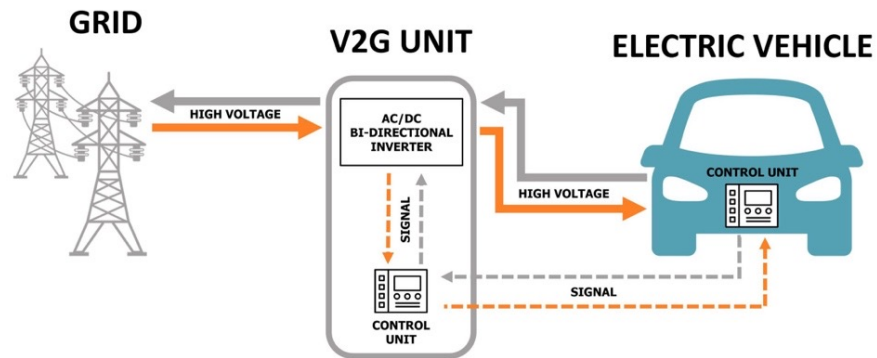 GRID
V2G UNIT
ELECTRIC VEHICLE
HIGH VOLTAGE
AC/DC
BI-DIRECTIONAL
INVERTER
HIGH VOLTAGE
CONTROL UNIT
SIGNAL
SIGNAL
CONTROL
UNIT